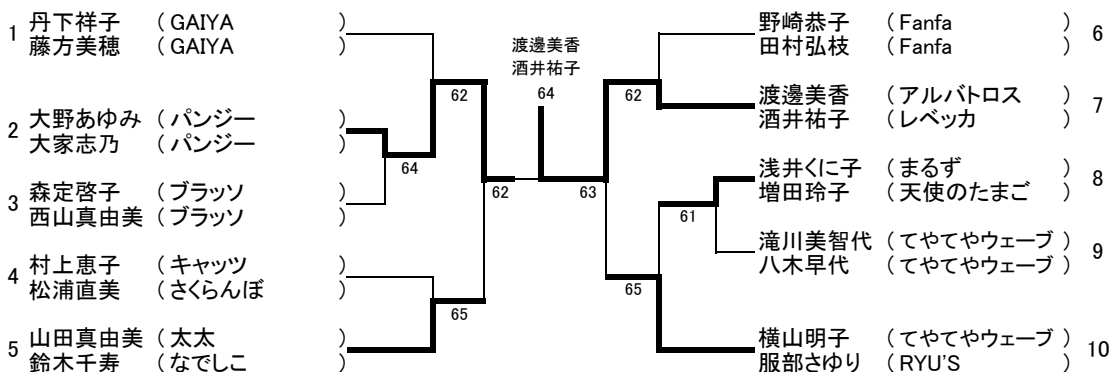 1 丹下祥子 ( GAIYA )
藤方美穂 ( GAIYA )
2 大野あゆみ ( パンジー )
大家志乃 ( パンジー )
3 森定啓子 ( ブラッソ )
西山真由美 ( ブラッソ )
4 村上恵子 ( キャッツ )
松浦直美 ( さくらんぼ )
5 山田真由美 ( 太太 )
鈴木千寿 ( なでしこ )
62
64
65
62
渡邊美香
酒井祐子
64
63
62
61
65
野崎恭子 ( Fanfa ) 6
田村弘枝 ( Fanfa )
渡邊美香 ( アルバトロス ) 7
酒井祐子 ( レベッカ )
浅井くに子 ( まるず ) 8
増田玲子 ( 天使のたまご )
滝川美智代 ( てやてやウェーブ ) 9
八木早代 ( てやてやウェーブ )
横山明子 ( てやてやウェーブ ) 10
服部さゆり ( RYU'S )